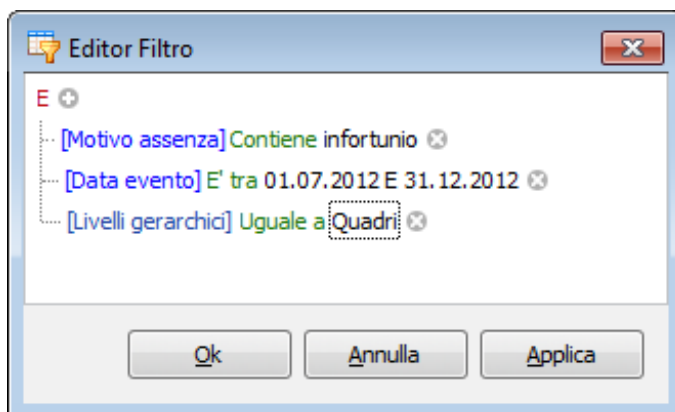 Editor Filtro
E
[Motivo assenza] Contiene infortunio
[Data evento] E' tra 01.07.2012 E 31.12.2012
[Livelli gerarchici] Uguale a Quadri
Ok Annulla Applica